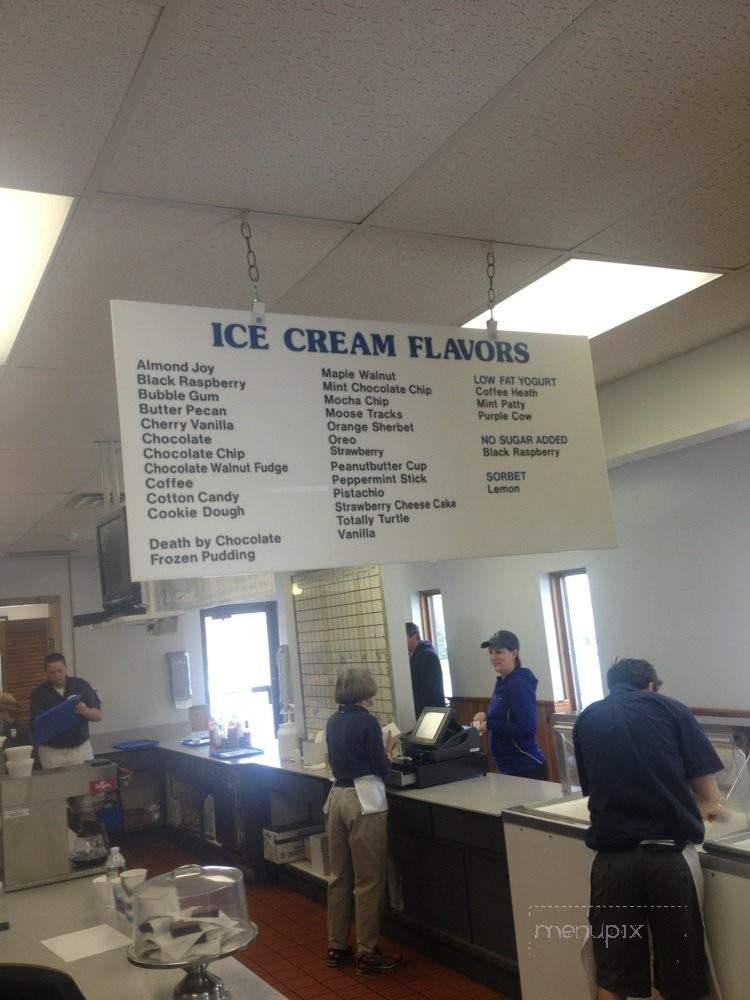 ICE CREAM FLAVORS
Almond Joy
Black Raspberry
Bubble Gum
Butter Pecan
Cherry Vanilla
Chocolate
Chocolate Chip
Chocolate Walnut Fudge
Coffee
Cotton Candy
Cookie Dough
Death by Chocolate
Frozen Pudding
Maple Walnut
Mint Chocolate Chip
Mocha Chip
Moose Tracks
Orange Sherbet
Oreo
Strawberry
Peanutbutter Cup
Peppermint Stick
Pistachio
Strawberry Cheese Cake
Totally Turtle
Vanilla
LOW FAT YOGURT
Coffee Heath
Mint Patty
Purple Cow
NO SUGAR ADDED
Black Raspberry
SORBET
Lemon
menupix